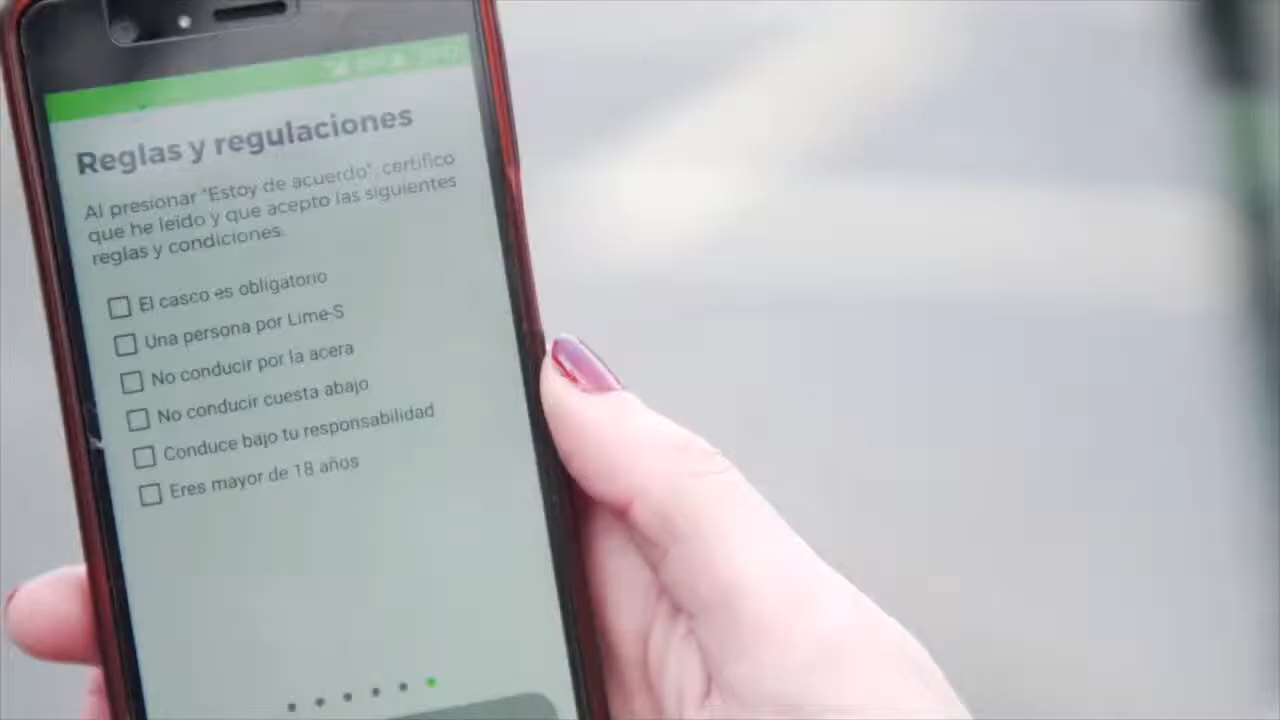 Reglas y regulaciones
Al presionar "Estoy de acuerdo", certifico
que he leído y que acepto las siguientes
reglas y condiciones.
El casco es obligatorio
Una persona por Lime-S
No conducir por la acera
No conducir cuesta abajo
Conduce bajo tu responsabilidad
Eres mayor de 18 años